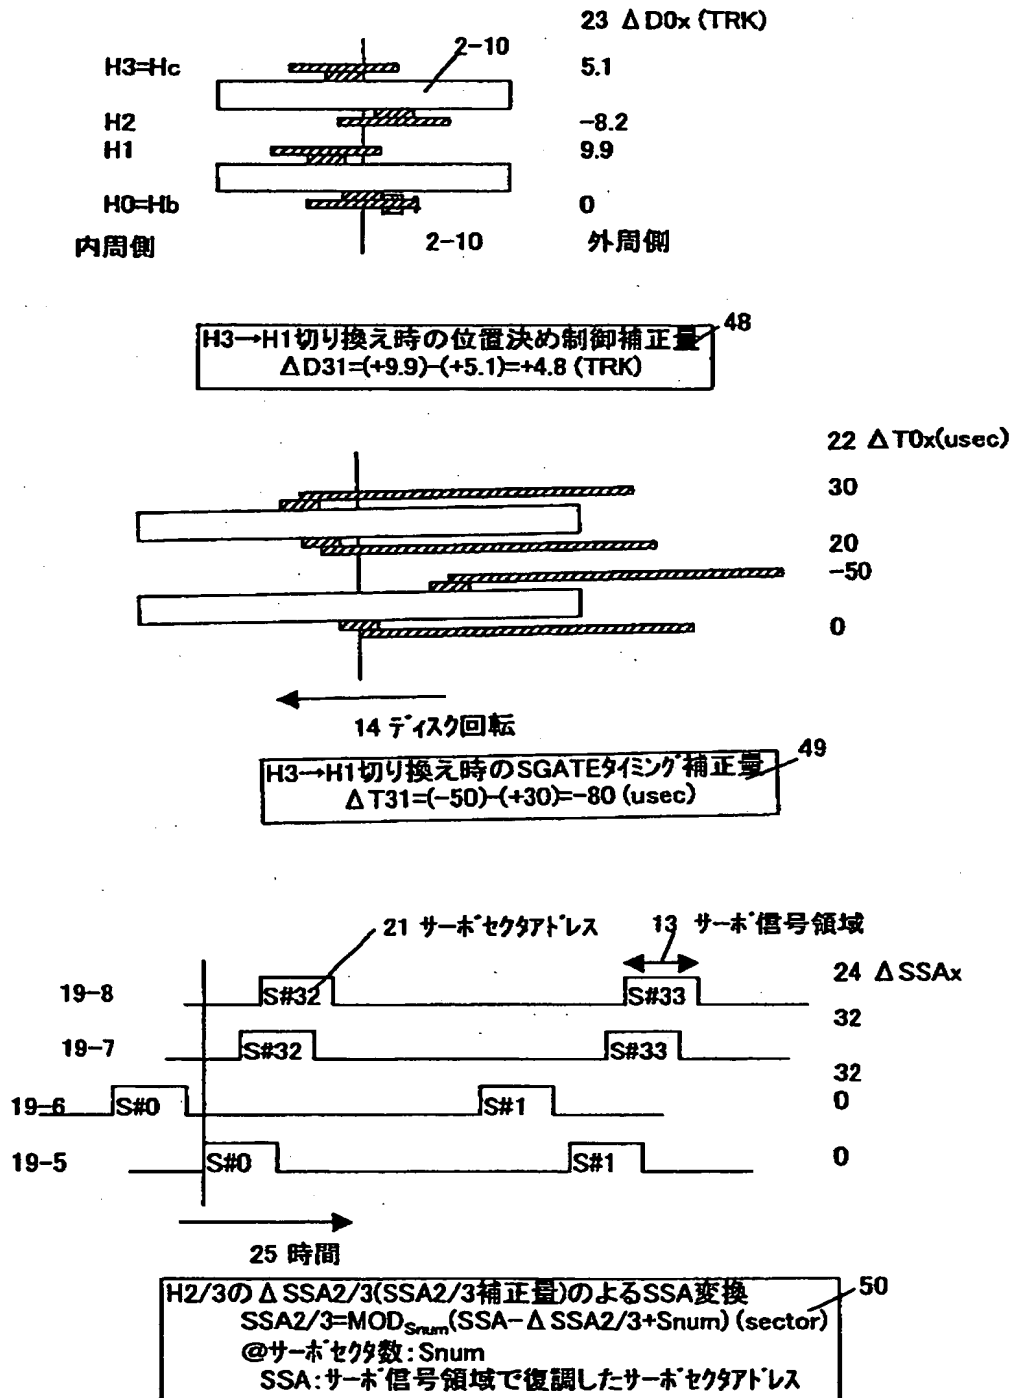 23 ΔD0x (TRK)
2-10
H3=Hc 5.1
H2 -8.2
H1 9.9
H0=Hb 0
内周側 2-10 外周側
48
H3→H1切り換え時の位置決め制御補正量
ΔD31=(+9.9)-(+5.1)=+4.8 (TRK)
22 ΔT0x(usec)
30
20
-50
0
14 ディスク回転
49
H3→H1切り換え時のSGATEタイミング補正量
ΔT31=(-50)-(+30)=-80 (usec)
21 サーボセクタアドレス 13 サーボ信号領域
24 ΔSSAx
19-8 S#32 S#33 32
19-7 S#32 S#33 32
19-6 S#0 S#1 0
19-5 S#0 S#1 0
25 時間
50
H2/3のΔSSA2/3(SSA2/3補正量)のよるSSA変換
SSA2/3=MODSnum(SSA-ΔSSA2/3+Snum) (sector)
@サーボセクタ数:Snum
SSA:サーボ信号領域で復調したサーボセクタアドレス